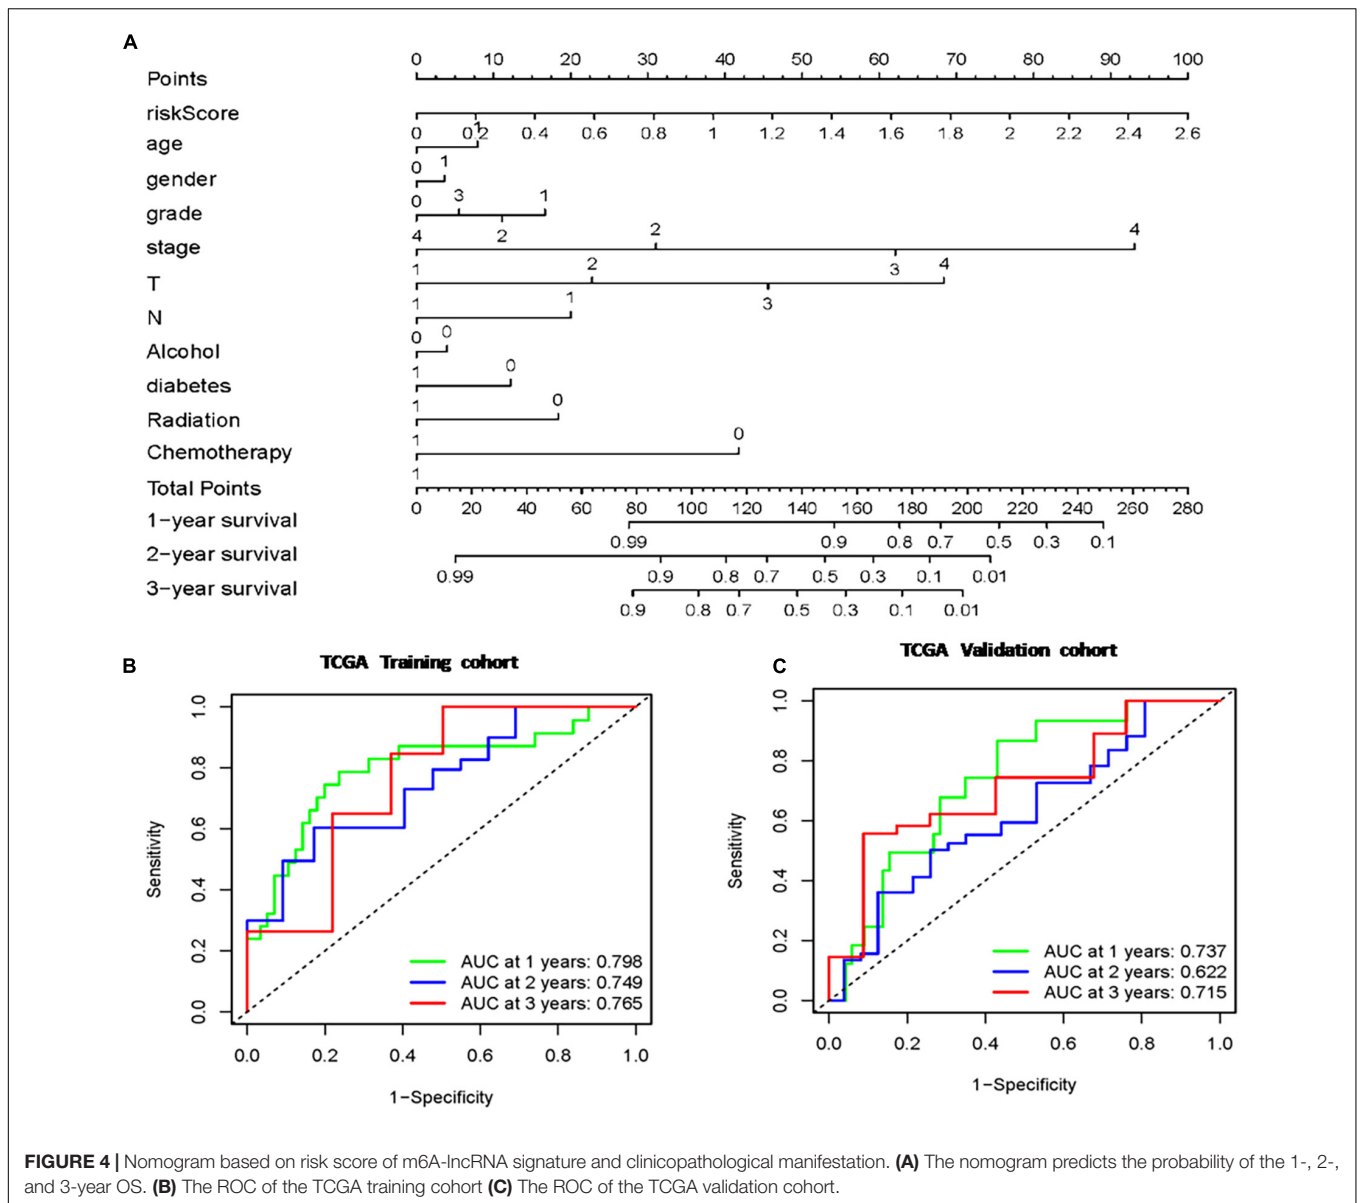 A
0 10 20 30 40 50 60 70 80 90 100
Points
riskScore
0 0.2 0.4 0.6 0.8 1 1.2 1.4 1.6 1.8 2 2.2 2.4 2.6
1
age
0 1
gender
0 3 1
grade
4 2 2 4
stage
1 2 3 4
T
1 1 3
N
0 0
Alcohol
1 0
diabetes
1 0
Radiation
1 0
Chemotherapy
1
Total Points
0 20 40 60 80 100 120 140 160 180 200 220 240 260 280
1−year survival
0.99 0.9 0.8 0.7 0.5 0.3 0.1
2−year survival
0.99 0.9 0.8 0.7 0.5 0.3 0.1 0.01
3−year survival
0.9 0.8 0.7 0.5 0.3 0.1 0.01
B
TCGA Training cohort
Sensitivity
0.0 0.2 0.4 0.6 0.8 1.0
AUC at 1 years: 0.798
AUC at 2 years: 0.749
AUC at 3 years: 0.765
0.0 0.2 0.4 0.6 0.8 1.0
1−Specificity
C
TCGA Validation cohort
Sensitivity
0.0 0.2 0.4 0.6 0.8 1.0
AUC at 1 years: 0.737
AUC at 2 years: 0.622
AUC at 3 years: 0.715
0.0 0.2 0.4 0.6 0.8 1.0
1−Specificity
FIGURE 4 | Nomogram based on risk score of m6A-lncRNA signature and clinicopathological manifestation. (A) The nomogram predicts the probability of the 1-, 2-,
and 3-year OS. (B) The ROC of the TCGA training cohort (C) The ROC of the TCGA validation cohort.